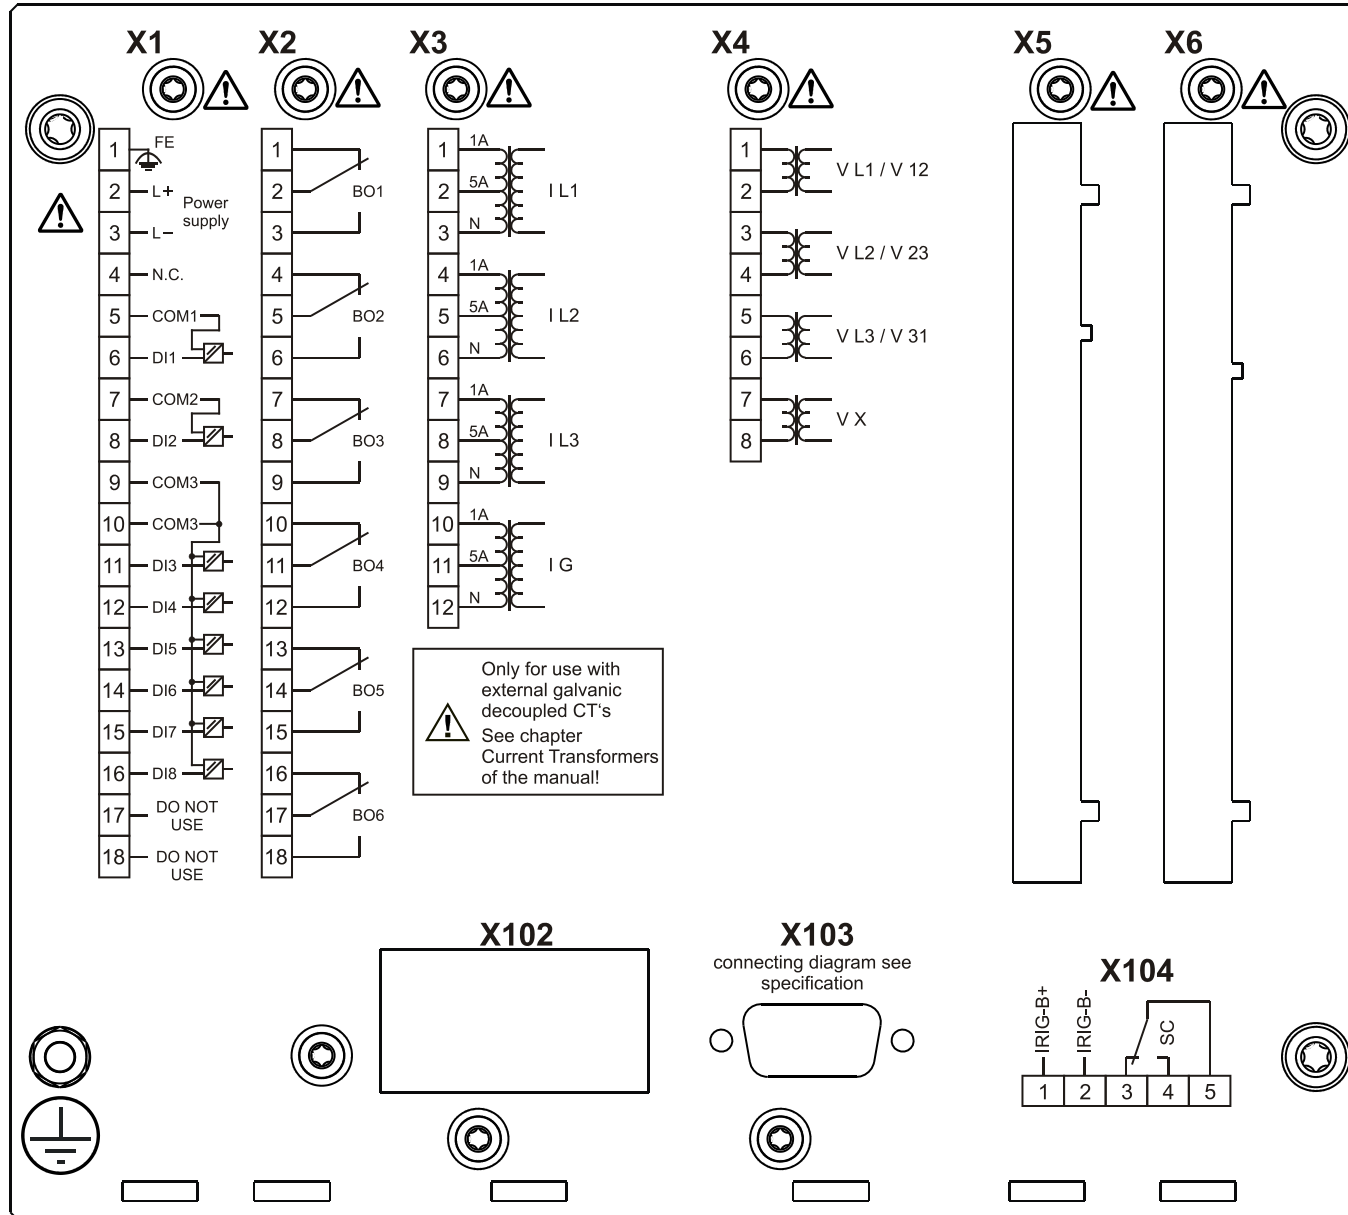 X1
X2
X3
X4
X5
X6
1
FE
2
L+
Power
supply
3
L–
4
N.C.
5
COM1
6
DI1
7
COM2
8
DI2
9
COM3
10
COM3
11
DI3
12
DI4
13
DI5
14
DI6
15
DI7
16
DI8
17
DO NOT
USE
18
DO NOT
USE
1
2
BO1
3
4
5
BO2
6
7
8
BO3
9
10
11
BO4
12
13
14
BO5
15
16
17
BO6
18
1
1A
2
5A
I L1
3
N
4
1A
5
5A
I L2
6
N
7
1A
8
5A
I L3
9
N
10
1A
11
5A
I G
12
N
Only for use with
external galvanic
decoupled CT‘s
See chapter
Current Transformers
of the manual!
1
V L1 / V 12
2
3
V L2 / V 23
4
5
V L3 / V 31
6
7
V X
8
X102
X103
connecting diagram see
specification
X104
IRIG-B+
IRIG-B-
SC
1 2 3 4 5